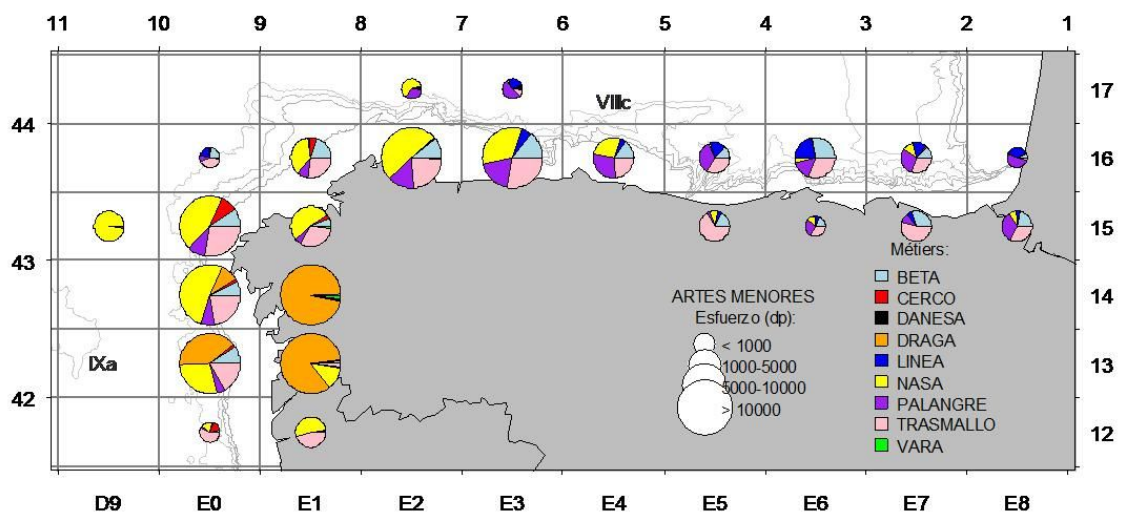 11 10 9 8 7 6 5 4 3 2 1
17
VIIIc
44
16
15
43
Métiers:
BETA
14
ARTES MENORES
CERCO
Esfuerzo (dp):
DANESA
< 1000
DRAGA
IXa
1000-5000
LINEA
13
5000-10000
NASA
42
> 10000
PALANGRE
TRASMALLO
12
VARA
D9 E0 E1 E2 E3 E4 E5 E6 E7 E8